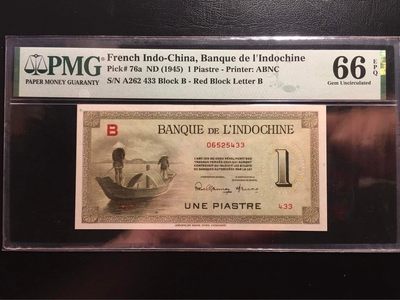 PMG
PAPER MONEY GUARANTY
French Indo-China, Banque de l'Indochine
Pick# 76a ND (1945) 1 Piastre - Printer: ABNC
S/N A262 433 Block B - Red Block Letter B
66 EPQ
Gem Uncirculated
B
BANQUE DE L'INDOCHINE
06525433
1
UNE PIASTRE
433